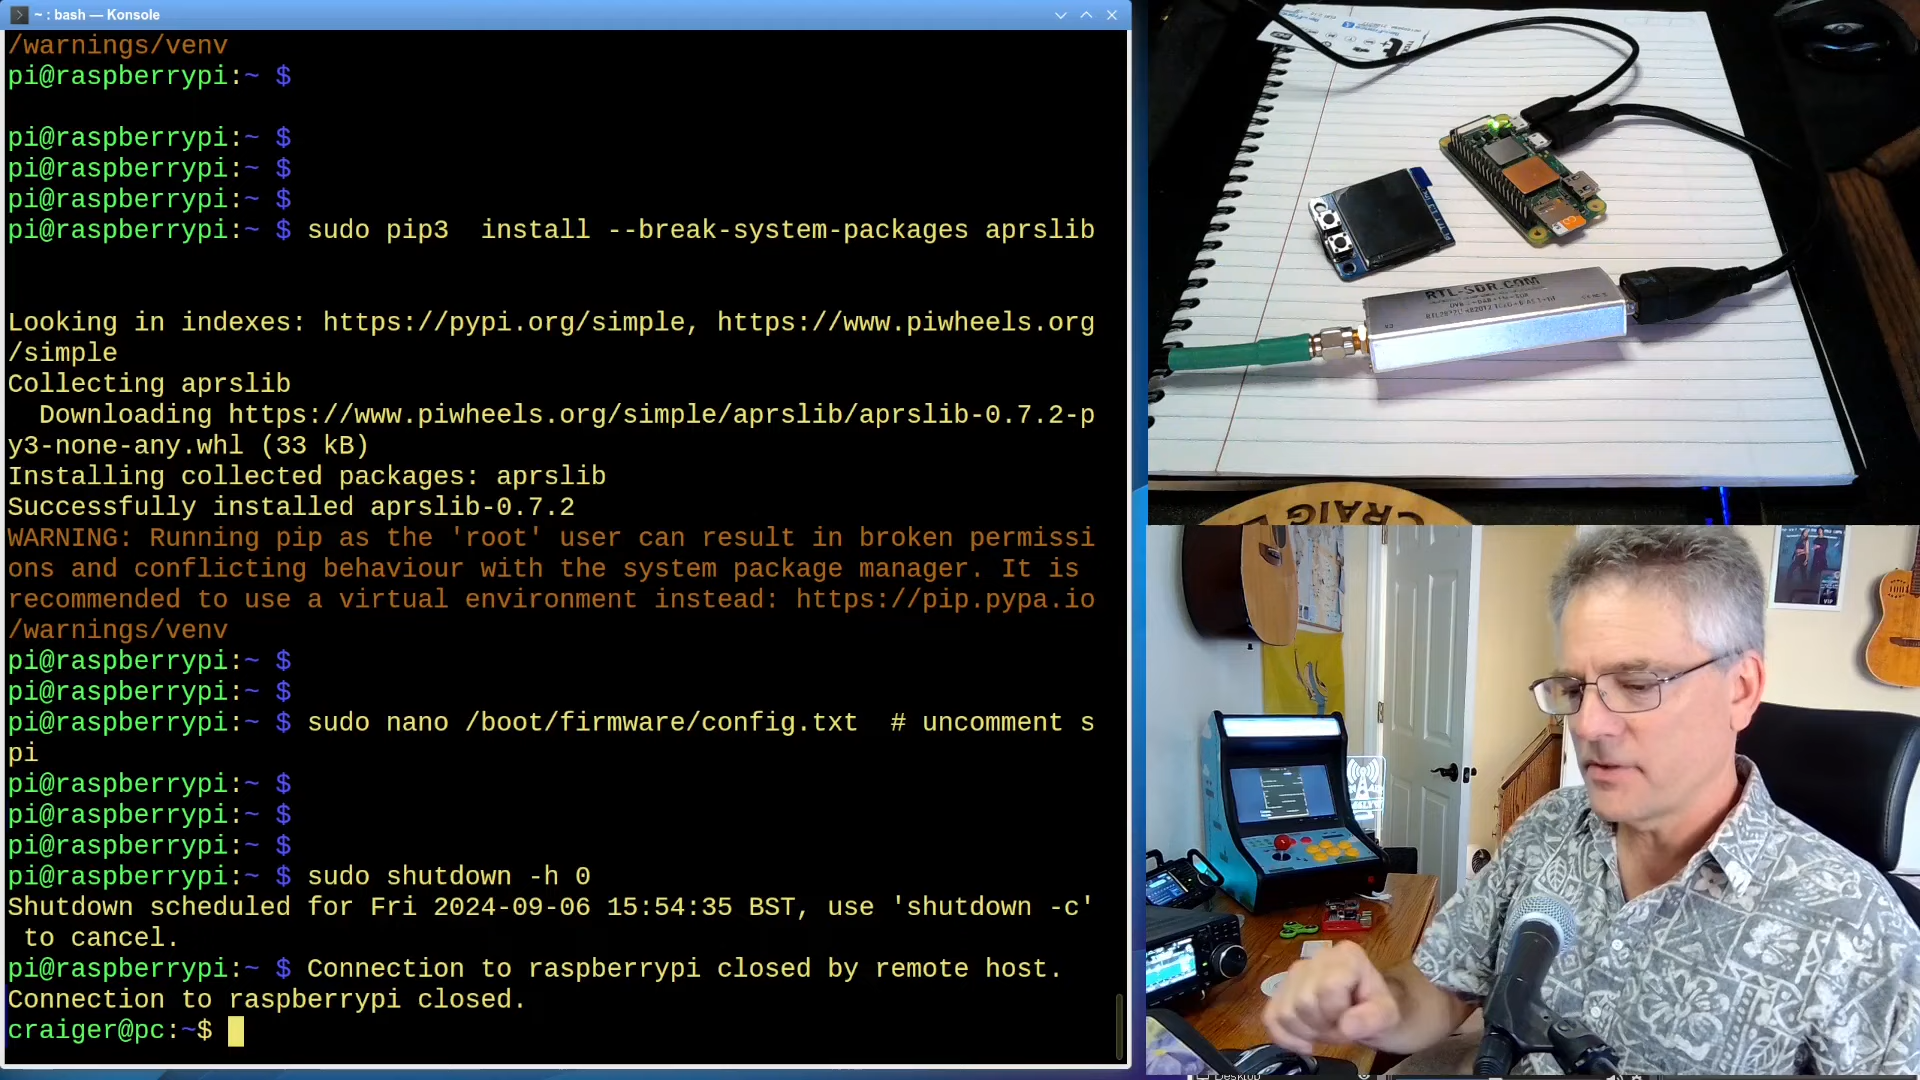 ~ : bash — Konsole
/warnings/venv
pi@raspberrypi:~ $
pi@raspberrypi:~ $
pi@raspberrypi:~ $
pi@raspberrypi:~ $
pi@raspberrypi:~ $ sudo pip3  install --break-system-packages aprslib
Looking in indexes: https://pypi.org/simple, https://www.piwheels.org
/simple
Collecting aprslib
  Downloading https://www.piwheels.org/simple/aprslib/aprslib-0.7.2-p
y3-none-any.whl (33 kB)
Installing collected packages: aprslib
Successfully installed aprslib-0.7.2
WARNING: Running pip as the 'root' user can result in broken permissi
ons and conflicting behaviour with the system package manager. It is
recommended to use a virtual environment instead: https://pip.pypa.io
/warnings/venv
pi@raspberrypi:~ $
pi@raspberrypi:~ $
pi@raspberrypi:~ $ sudo nano /boot/firmware/config.txt  # uncomment s
pi
pi@raspberrypi:~ $
pi@raspberrypi:~ $
pi@raspberrypi:~ $
pi@raspberrypi:~ $ sudo shutdown -h 0
Shutdown scheduled for Fri 2024-09-06 15:54:35 BST, use 'shutdown -c'
 to cancel.
pi@raspberrypi:~ $ Connection to raspberrypi closed by remote host.
Connection to raspberrypi closed.
craiger@pc:~$
RTL-SDR.COM
CRAIG
VIP
Desktop